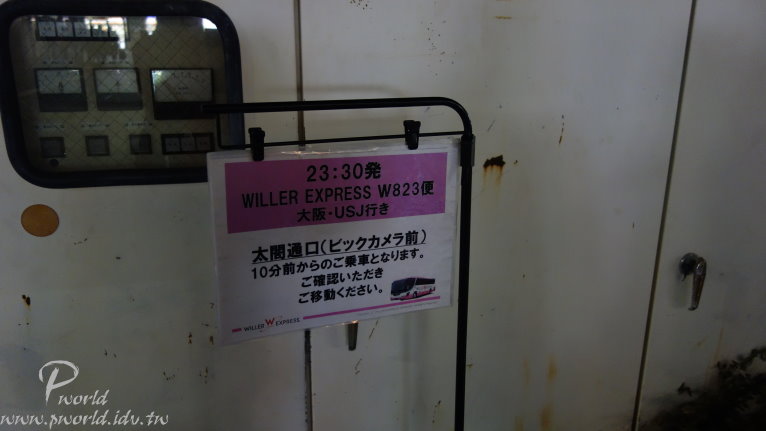 23:30発
WILLER EXPRESS W823便
大阪・USJ行き
太閤通口(ビックカメラ前)
10分前からのご乗車となります。
ご確認いただき
ご移動ください。
WILLER EXPRESS
Pworld
www.pworld.idv.tw